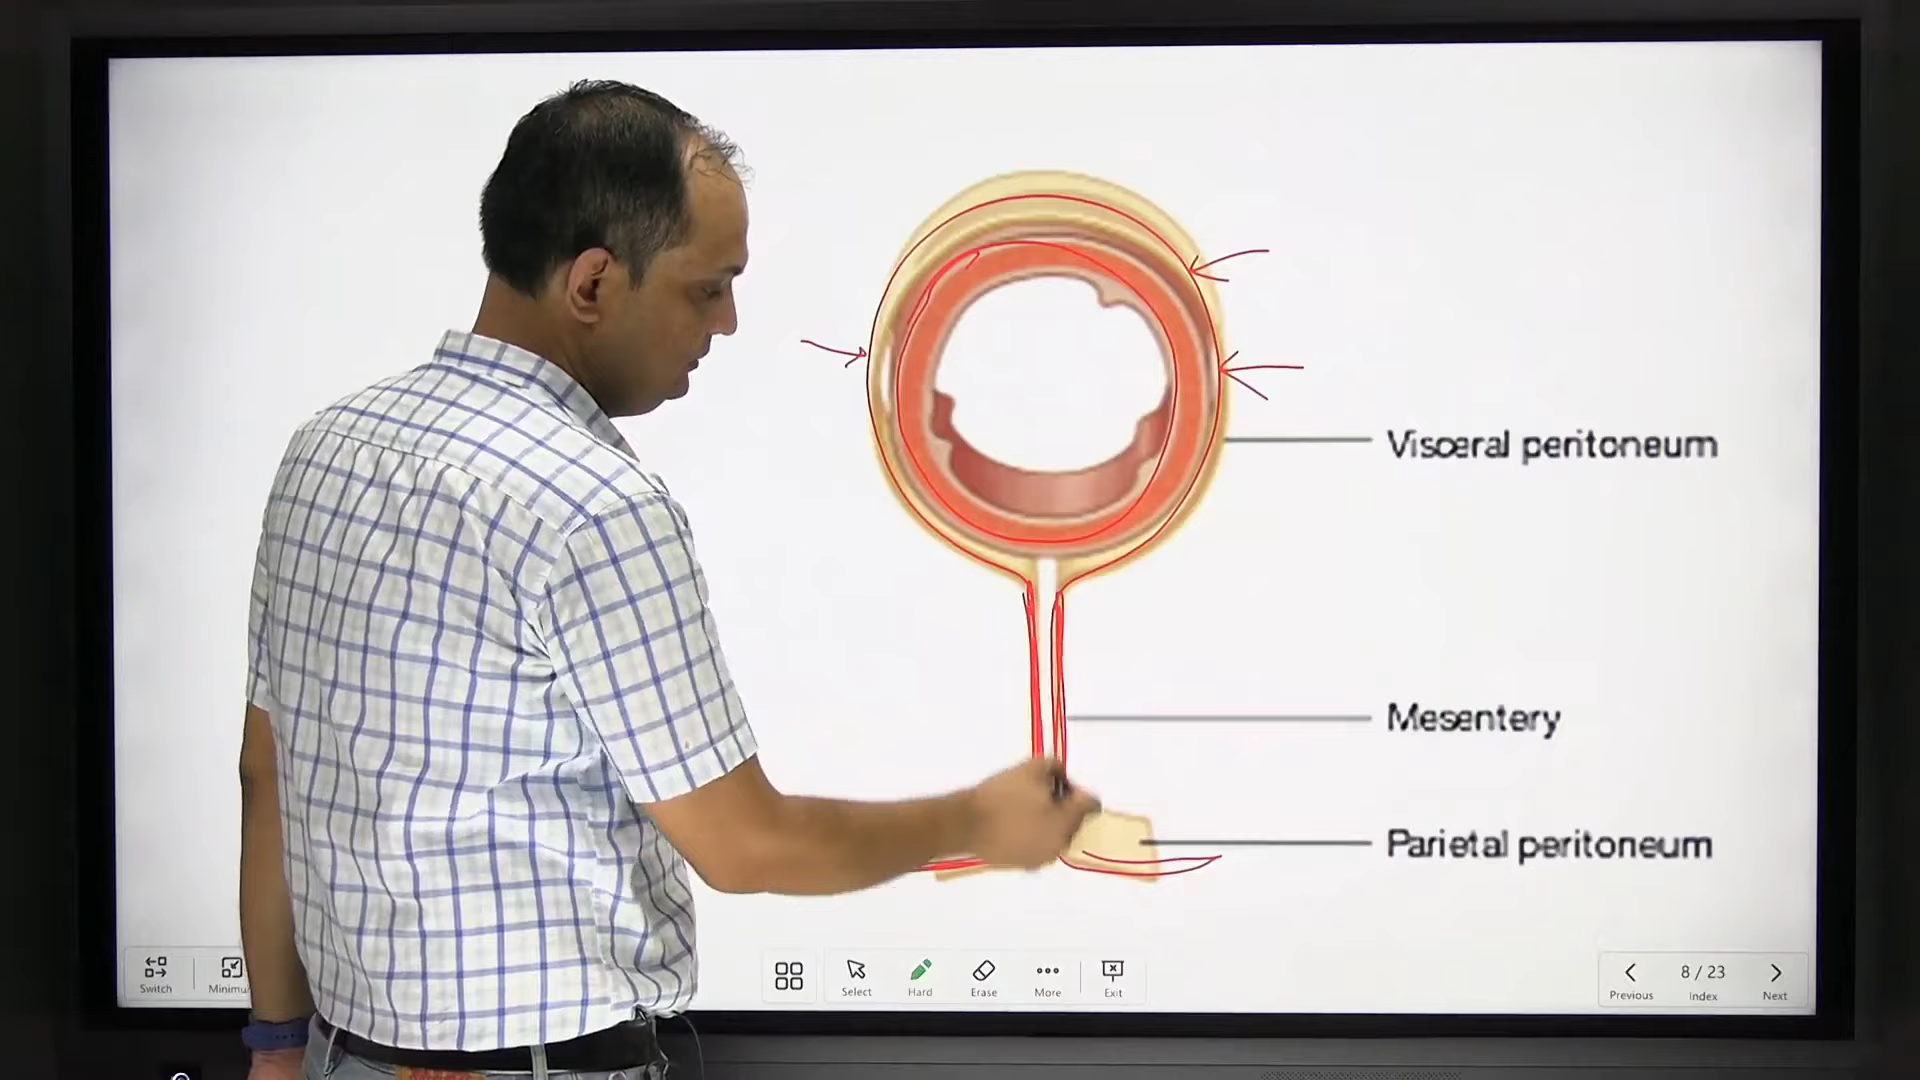 Visceral peritoneum
Mesentery
Parietal peritoneum
Switch
Select
Hard
Erase
More
Exit
8 / 23
Previous
Index
Next